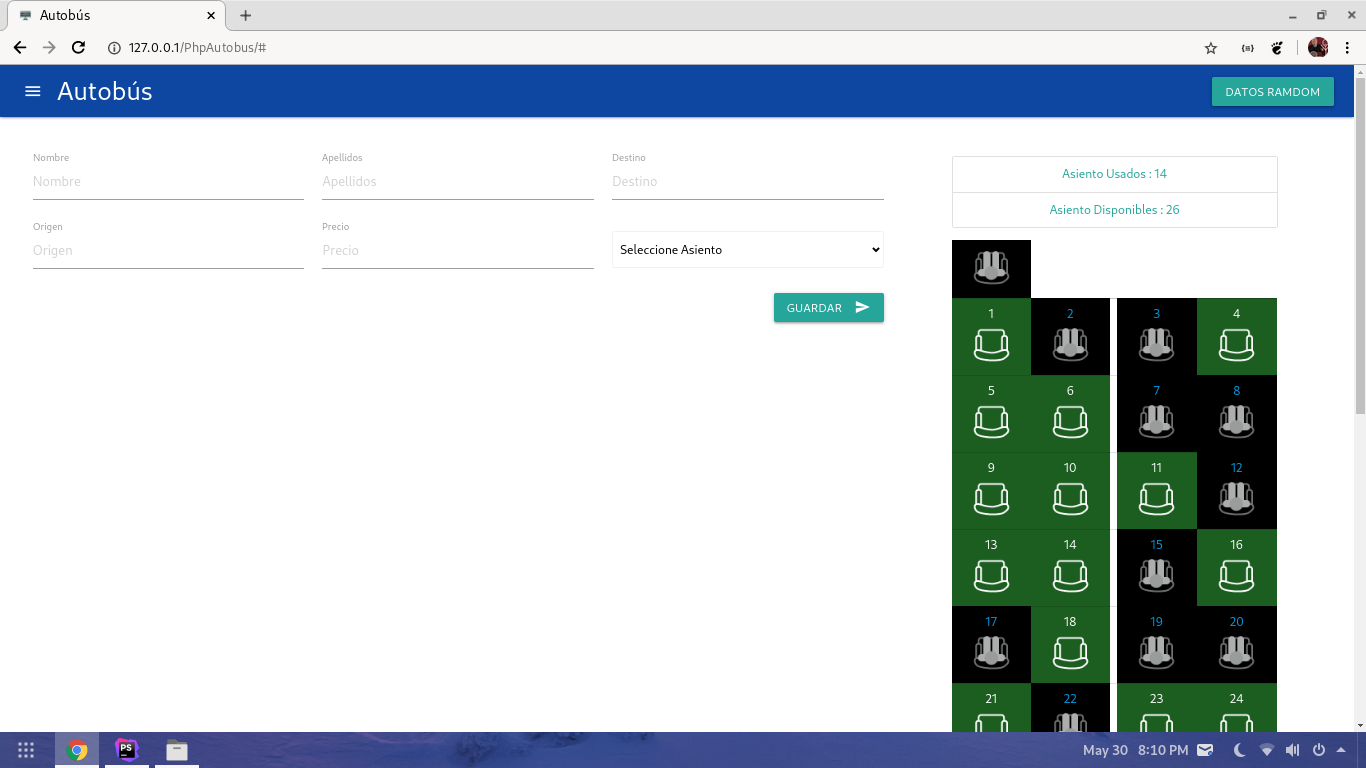 Autobús
127.0.0.1/PhpAutobus/#
Autobús
DATOS RAMDOM
Nombre
Apellidos
Destino
Nombre
Apellidos
Destino
Origen
Precio
Origen
Precio
Seleccione Asiento
GUARDAR
Asiento Usados : 14
Asiento Disponibles : 26
1 2 3 4
5 6 7 8
9 10 11 12
13 14 15 16
17 18 19 20
21 22 23 24
PS
May 30 8:10 PM